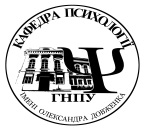 КАФЕДРА ПСИХОЛОГІЇ
ГНПУ
ІМЕНІ ОЛЕКСАНДРА ДОВЖЕНКА